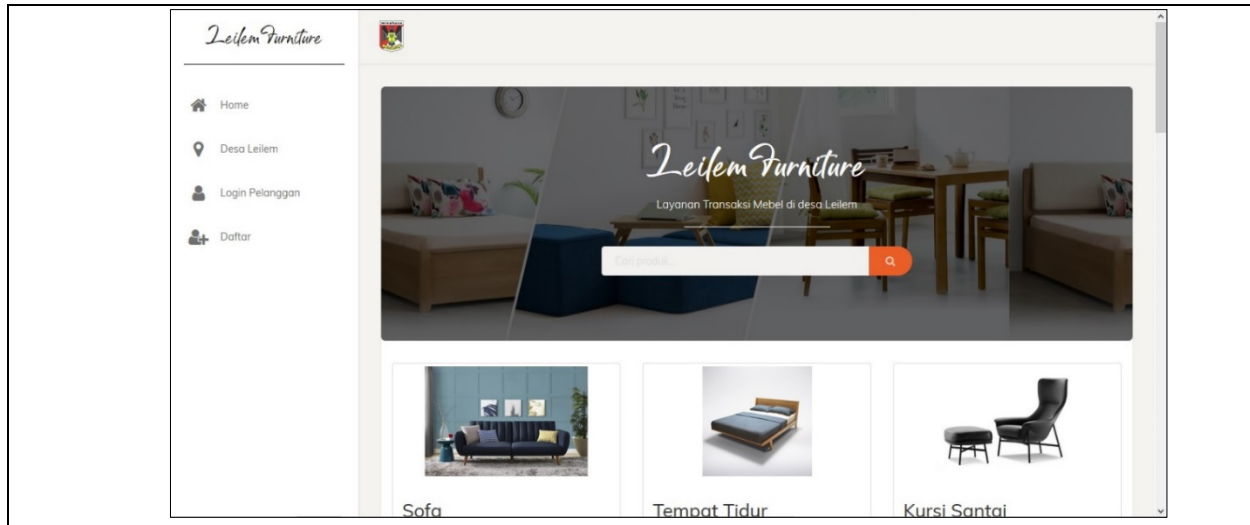 Leilem Furniture
Home
Desa Leilem
Login Pelanggan
Daftar
Leilem Furniture
Layanan Transaksi Mebel di desa Leilem
Cari produk...
Sofa
Tempat Tidur
Kursi Santai